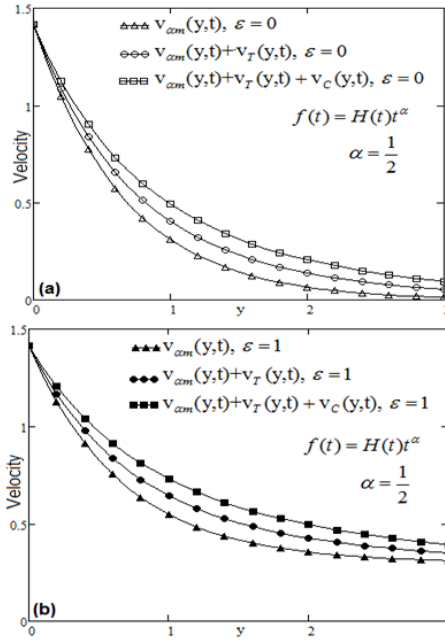 1.5
v_{αm}(y,t), ε=0
v_{αm}(y,t)+v_T(y,t), ε=0
v_{αm}(y,t)+v_T(y,t) + v_C(y,t), ε=0
f(t) = H(t)t^α
α = 1/2
1
Velocity
0.5
(a)
0 1 y 2 3
1.5
v_{αm}(y,t), ε=1
v_{αm}(y,t)+v_T(y,t), ε=1
v_{αm}(y,t)+v_T(y,t) + v_C(y,t), ε=1
f(t) = H(t)t^α
α = 1/2
1
Velocity
0.5
(b)
0 1 y 2